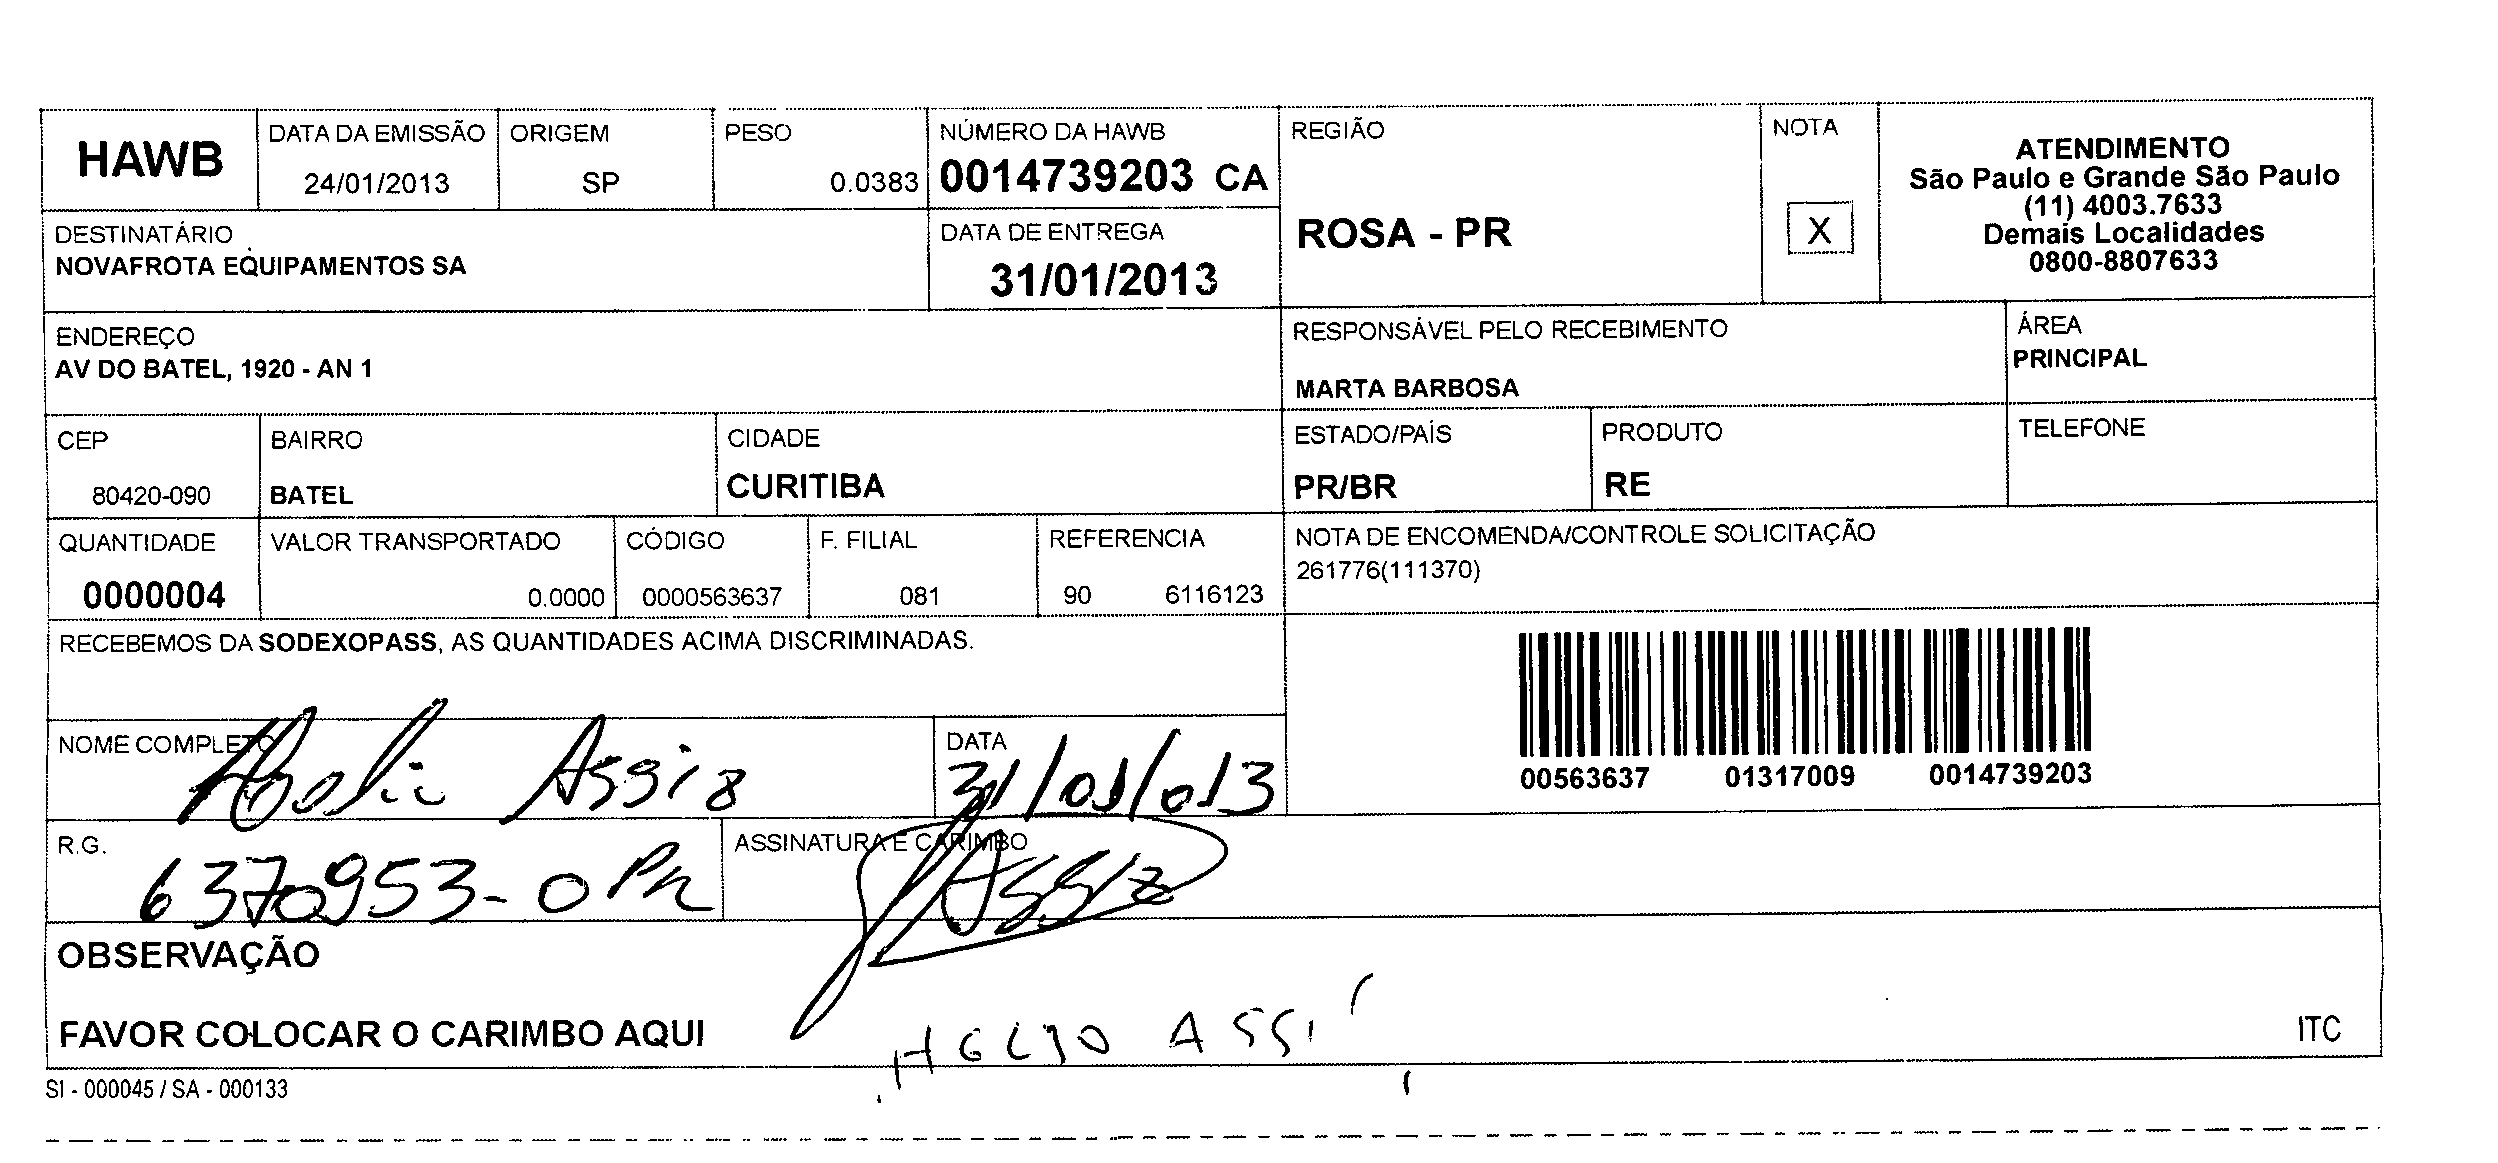 HAWB
DATA DA EMISSÃO
24/01/2013
ORIGEM
SP
PESO
0.0383
NÚMERO DA HAWB
0014739203 CA
REGIÃO
ROSA - PR
NOTA
X
ATENDIMENTO
São Paulo e Grande São Paulo
(11) 4003.7633
Demais Localidades
0800-8807633
DESTINATÁRIO
NOVAFROTA EQUIPAMENTOS SA
DATA DE ENTREGA
31/01/2013
ENDEREÇO
AV DO BATEL, 1920 - AN 1
RESPONSÁVEL PELO RECEBIMENTO
MARTA BARBOSA
ÁREA
PRINCIPAL
CEP
80420-090
BAIRRO
BATEL
CIDADE
CURITIBA
ESTADO/PAÍS
PR/BR
PRODUTO
RE
TELEFONE
QUANTIDADE
0000004
VALOR TRANSPORTADO
0.0000
CÓDIGO
0000563637
F. FILIAL
081
REFERENCIA
90 6116123
NOTA DE ENCOMENDA/CONTROLE SOLICITAÇÃO
261776(111370)
RECEBEMOS DA SODEXOPASS, AS QUANTIDADES ACIMA DISCRIMINADAS.
00563637 01317009 0014739203
NOME COMPLETO
Assis
DATA
31/01/013
R.G.
6370953-0 PR
ASSINATURA E CARIMBO
Assis
OBSERVAÇÃO
FAVOR COLOCAR O CARIMBO AQUI
ASSI
ITC
SI - 000045 / SA - 000133